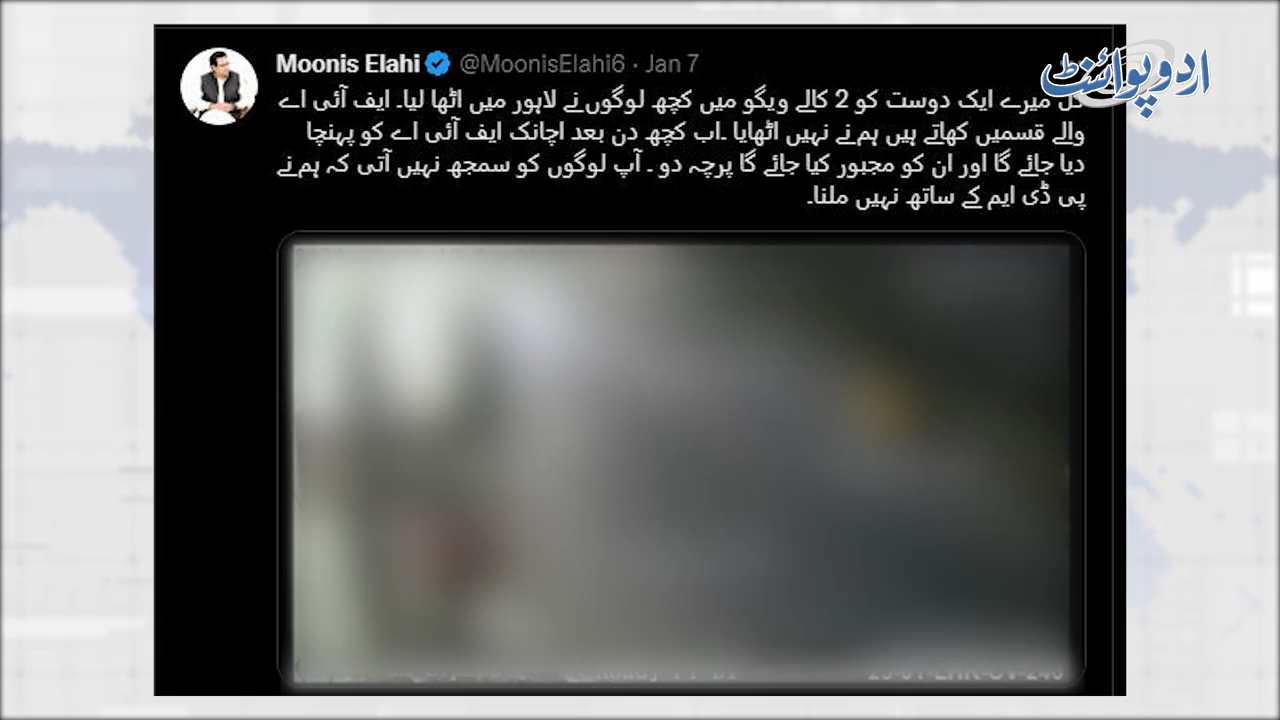 Moonis Elahi @MoonisElahi6 · Jan 7
اردو پوائنٹ
کل میرے ایک دوست کو 2 کالے ویگو میں کچھ لوگوں نے لاہور میں اٹھا لیا۔ ایف آئی اے
والے قسمیں کھاتے ہیں ہم نے نہیں اٹھایا ۔اب کچھ دن بعد اچانک ایف آئی اے کو پہنچا
دیا جائے گا اور ان کو مجبور کیا جائے گا پرچہ دو ۔ آپ لوگوں کو سمجھ نہیں آتی کہ ہم نے
پی ڈی ایم کے ساتھ نہیں ملنا۔